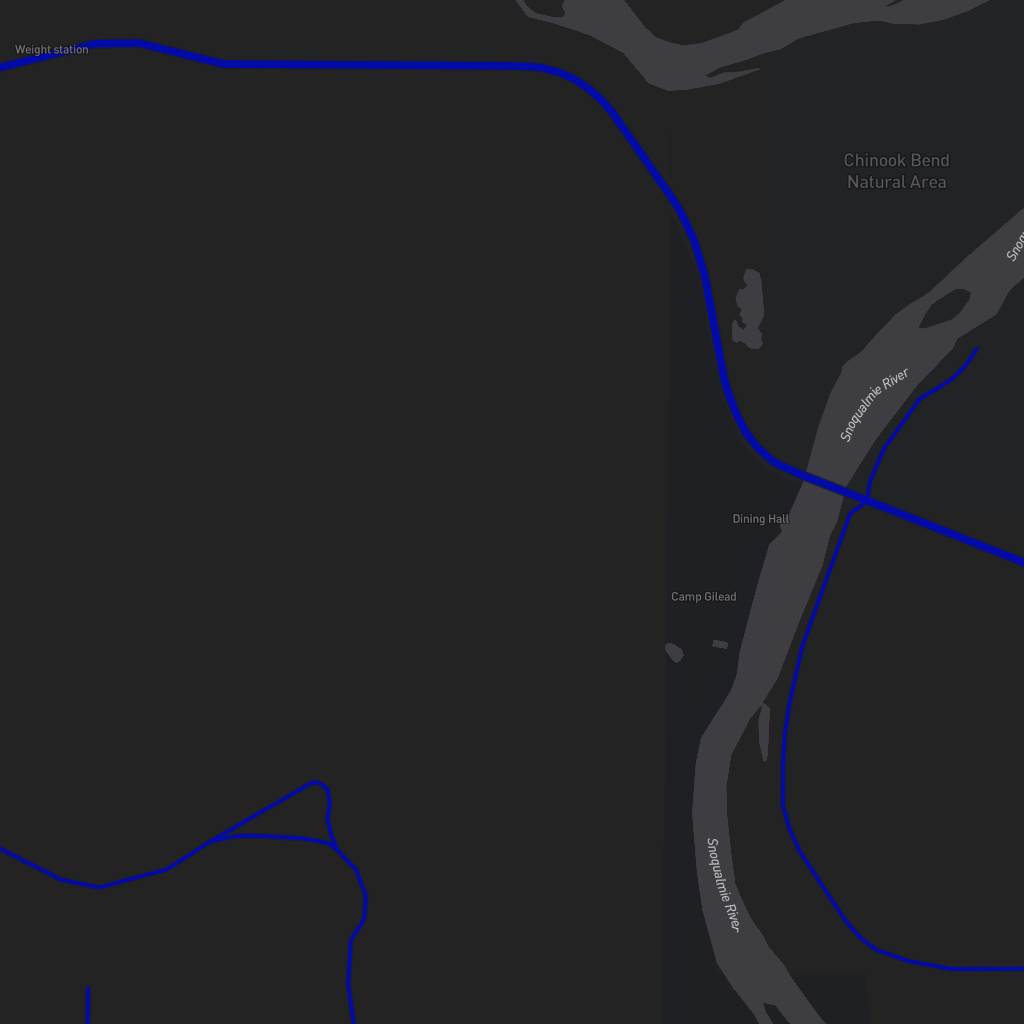 Weight station
Chinook Bend
Natural Area
Snoqualmie River
Dining Hall
Camp Gilead
Snoqualmie River